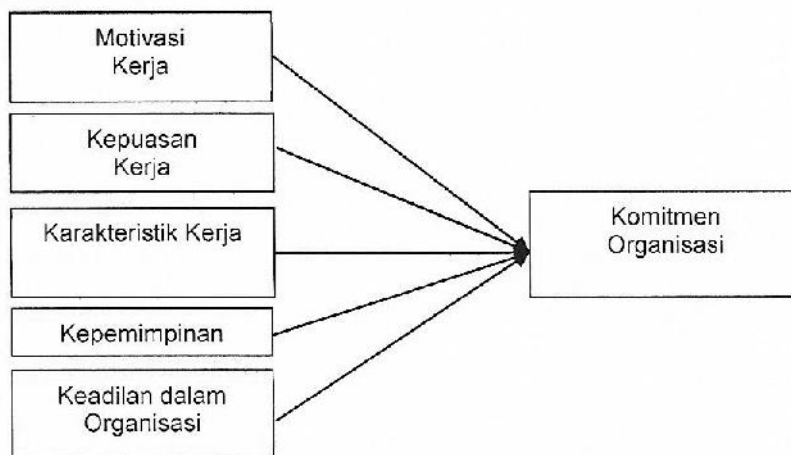 Motivasi
Kerja
Kepuasan
Kerja
Karakteristik Kerja
Kepemimpinan
Keadilan dalam
Organisasi
Komitmen
Organisasi